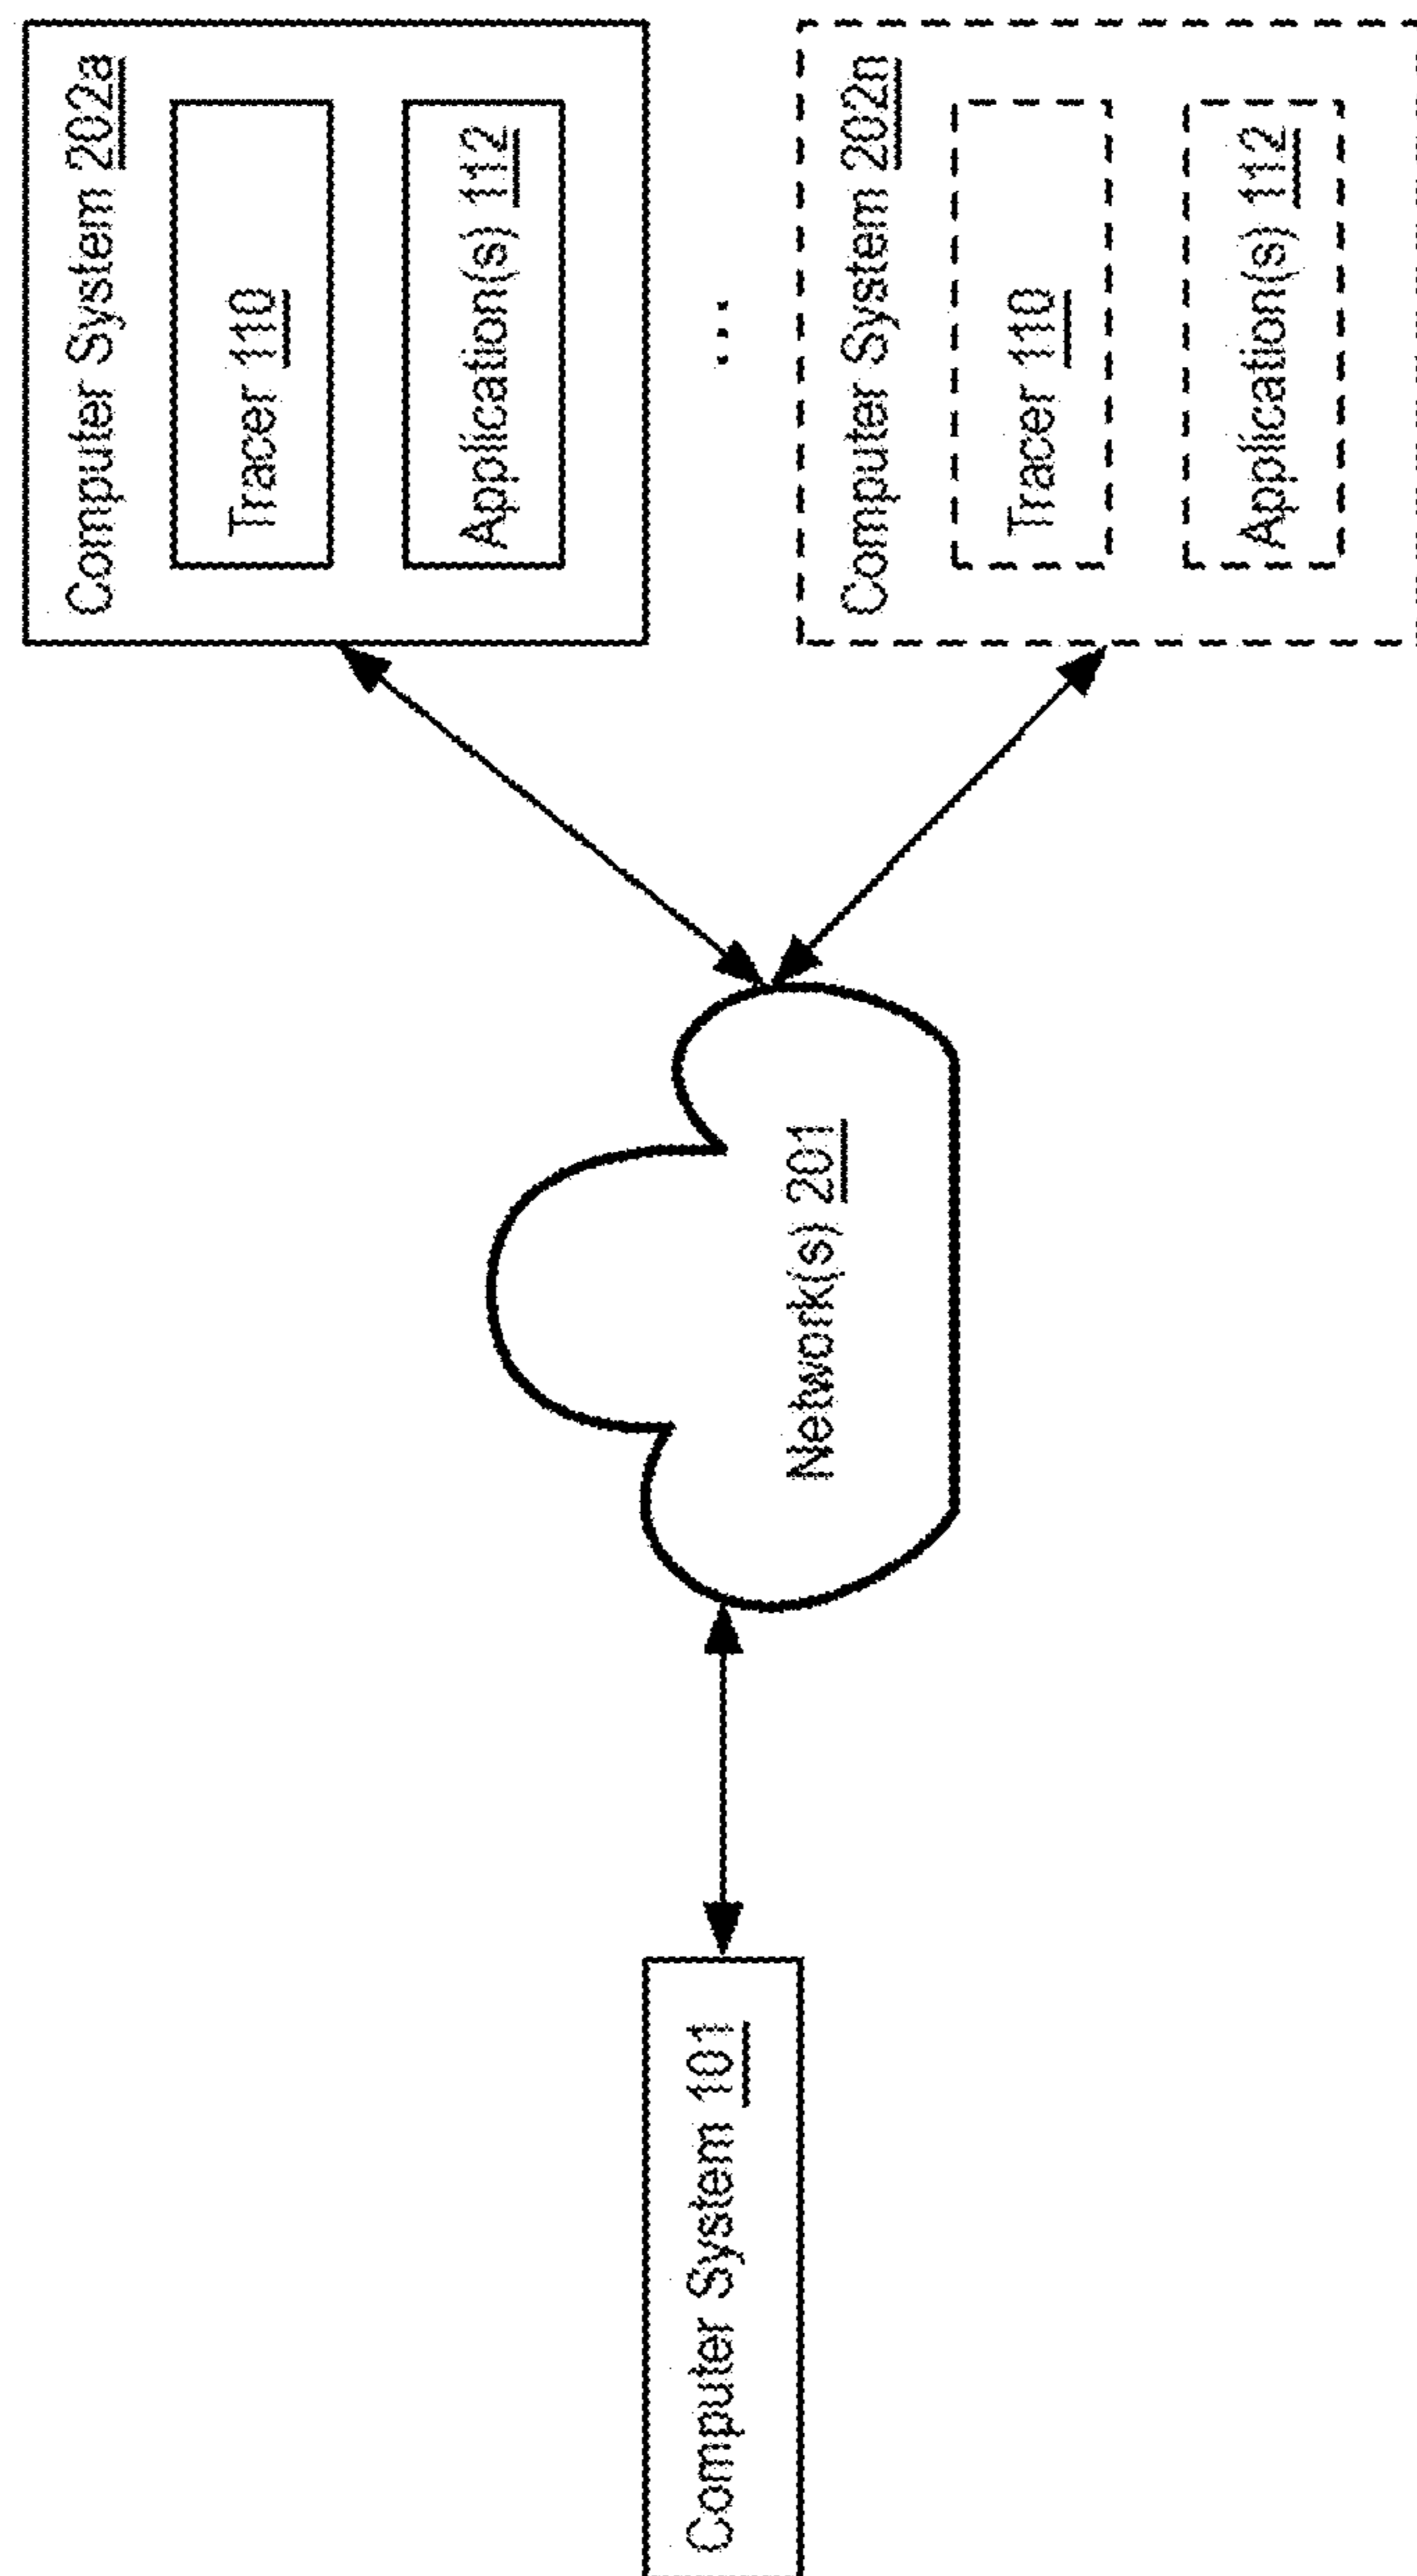 Computer System 101
Network(s) 201
Computer System 202a
Tracer 110
Application(s) 112
...
Computer System 202n
Tracer 110
Application(s) 112